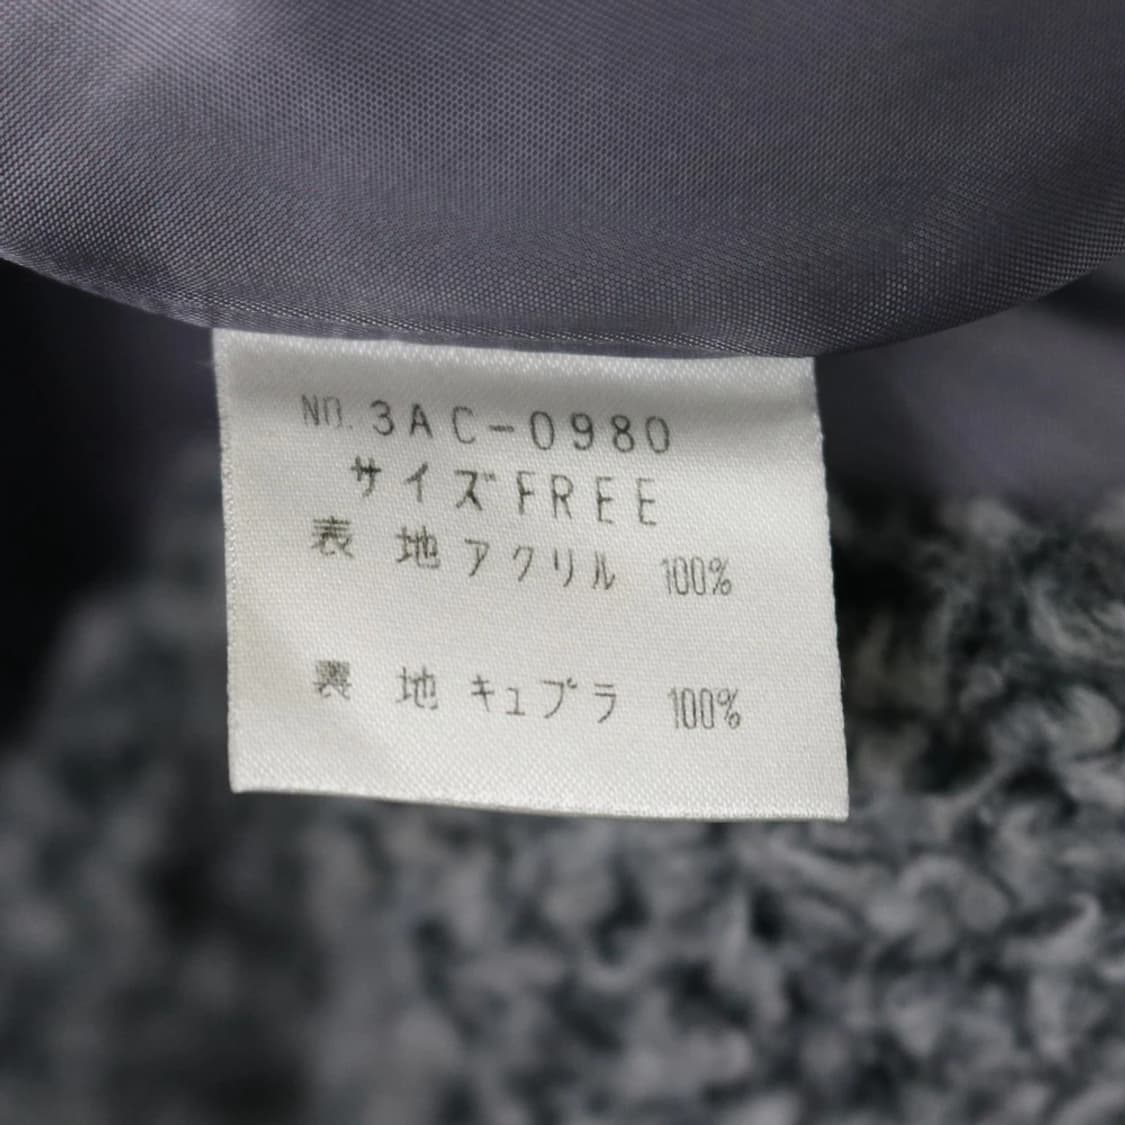 NO. 3AC-0980
サイズFREE
表 地 アクリル 100%
裏 地 キュプラ 100%